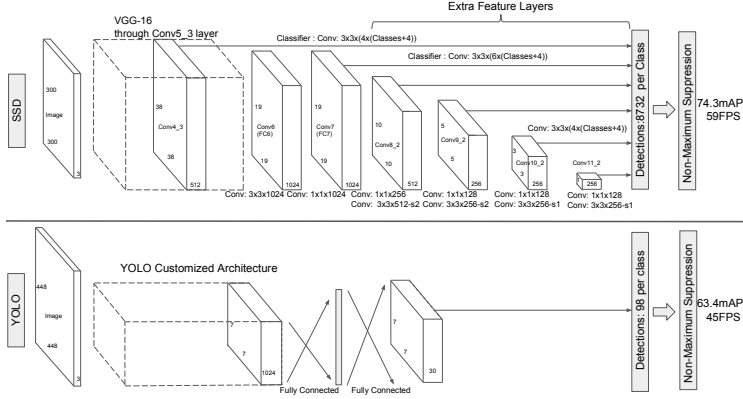 Extra Feature Layers
VGG-16
through Conv5_3 layer
Classifier : Conv: 3x3x(4x(Classes+4))
Classifier : Conv: 3x3x(6x(Classes+4))
SSD
300
Image
300
3
38
Conv4_3
38
512
19
Conv6
(FC6)
19
1024
19
Conv7
(FC7)
19
1024
10
Conv8_2
10
512
5
Conv9_2
5
256
Conv: 3x3x(4x(Classes+4))
3
Conv10_2
3
256
Conv11_2
256
Conv: 3x3x1024
Conv: 1x1x1024
Conv: 1x1x256
Conv: 3x3x512-s2
Conv: 1x1x128
Conv: 3x3x256-s2
Conv: 1x1x128
Conv: 3x3x256-s1
Conv: 1x1x128
Conv: 3x3x256-s1
Detections:8732 per Class
Non-Maximum Suppression
74.3mAP
59FPS
YOLO
448
Image
448
3
YOLO Customized Architecture
7
7
1024
Fully Connected
Fully Connected
7
7
30
Detections: 98 per class
Non-Maximum Suppression
63.4mAP
45FPS